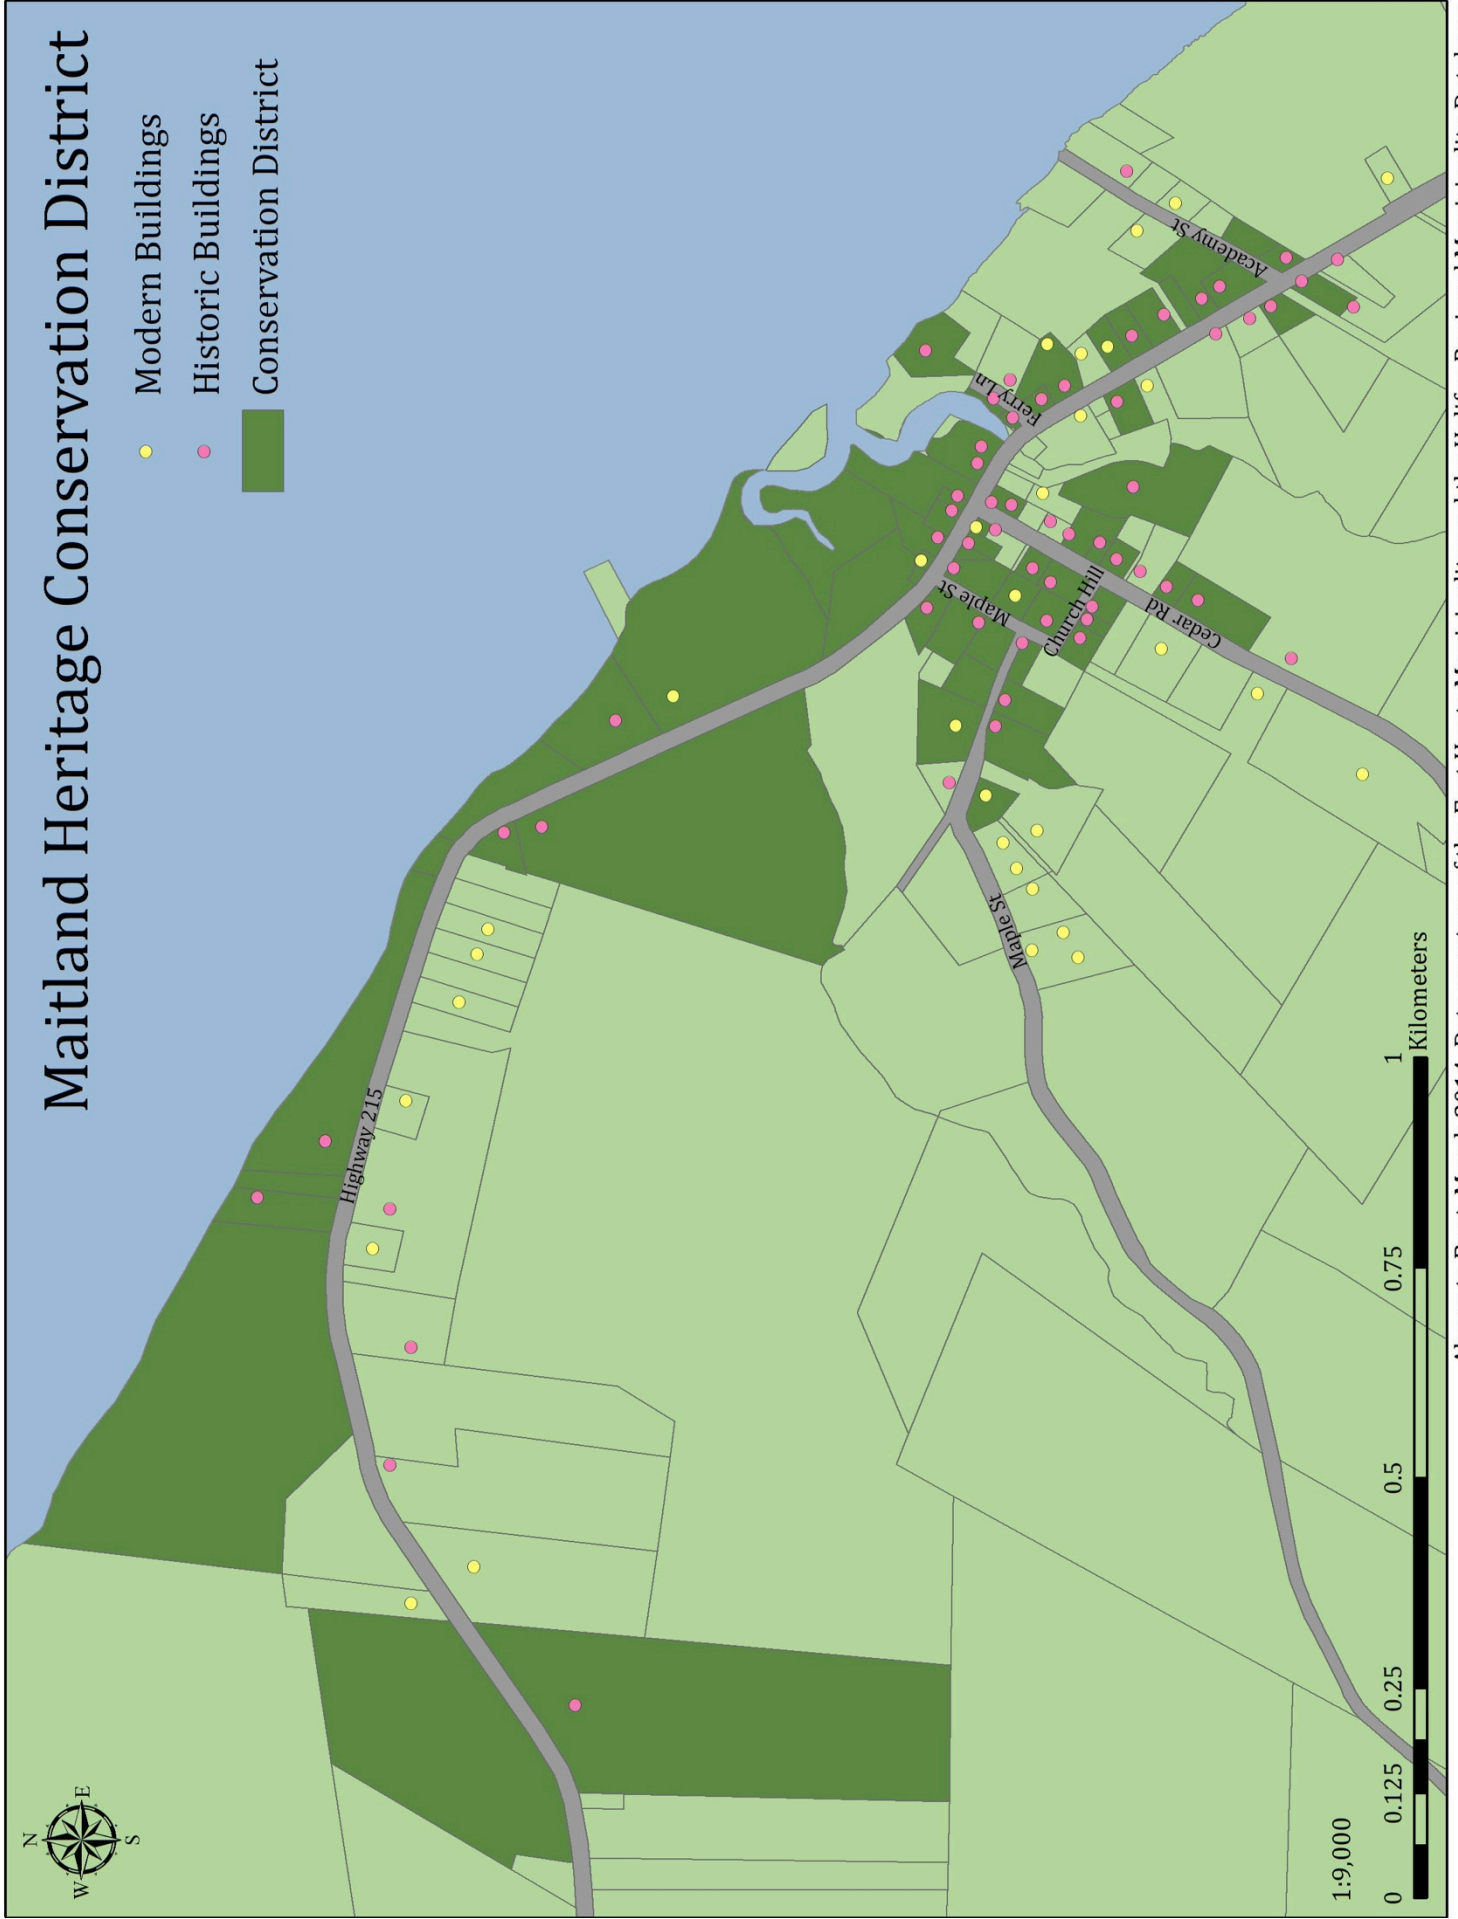 Maitland Heritage Conservation District
Modern Buildings
Historic Buildings
Conservation District
N
W
E
S
Highway 215
Maple St
Maple St
Church Hill
Cedar Rd
Ferry Ln
Academy St
1:9,000
0
0.125
0.25
0.5
0.75
1
Kilometers